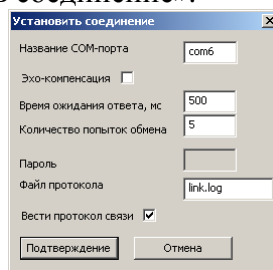 Установить соединение
Название COM-порта com6
Эхо-компенсация
Время ожидания ответа, мс 500
Количество попыток обмена 5
Пароль
Файл протокола link.log
Вести протокол связи
Подтверждение Отмена